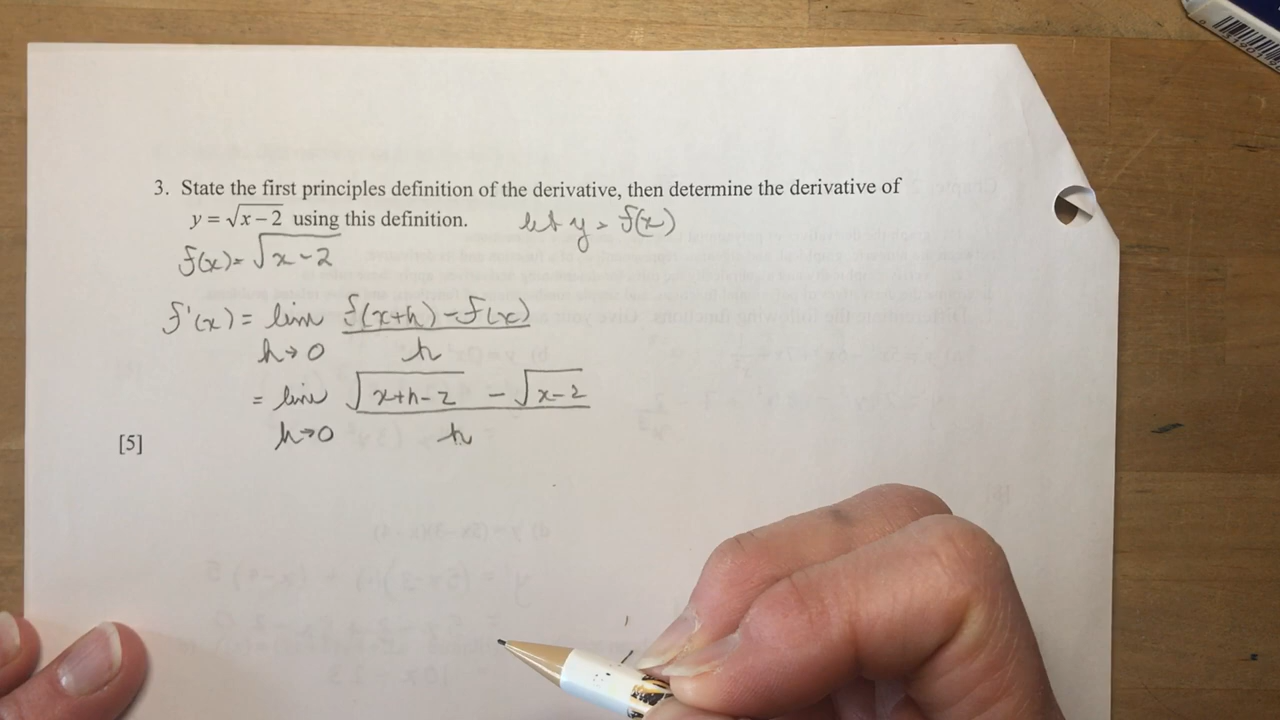 3. State the first principles definition of the derivative, then determine the derivative of
y = √x − 2 using this definition. let y = f(x)
f(x) = √x − 2
f'(x) = lim f(x+h) − f(x)
h→0 h
= lim √x+h−2 − √x−2
h→0 h
[5]